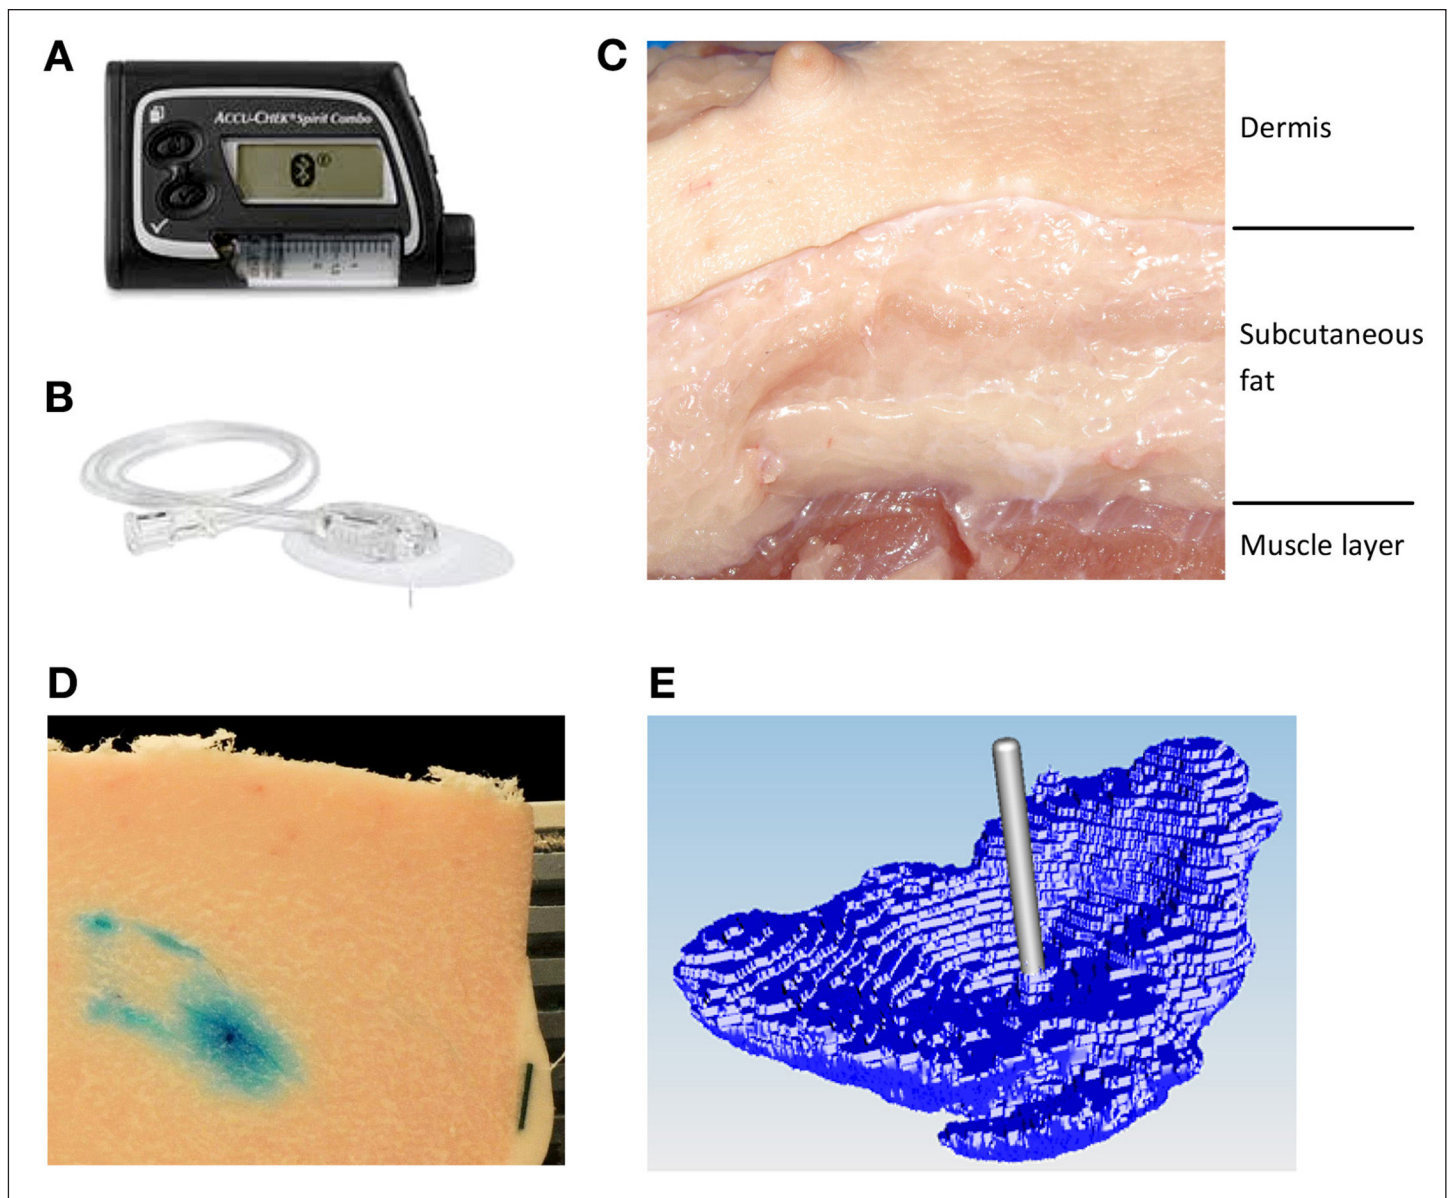 A
ACCU-CHEK® Spirit Combo
B
C
Dermis
Subcutaneous
fat
Muscle layer
D
E